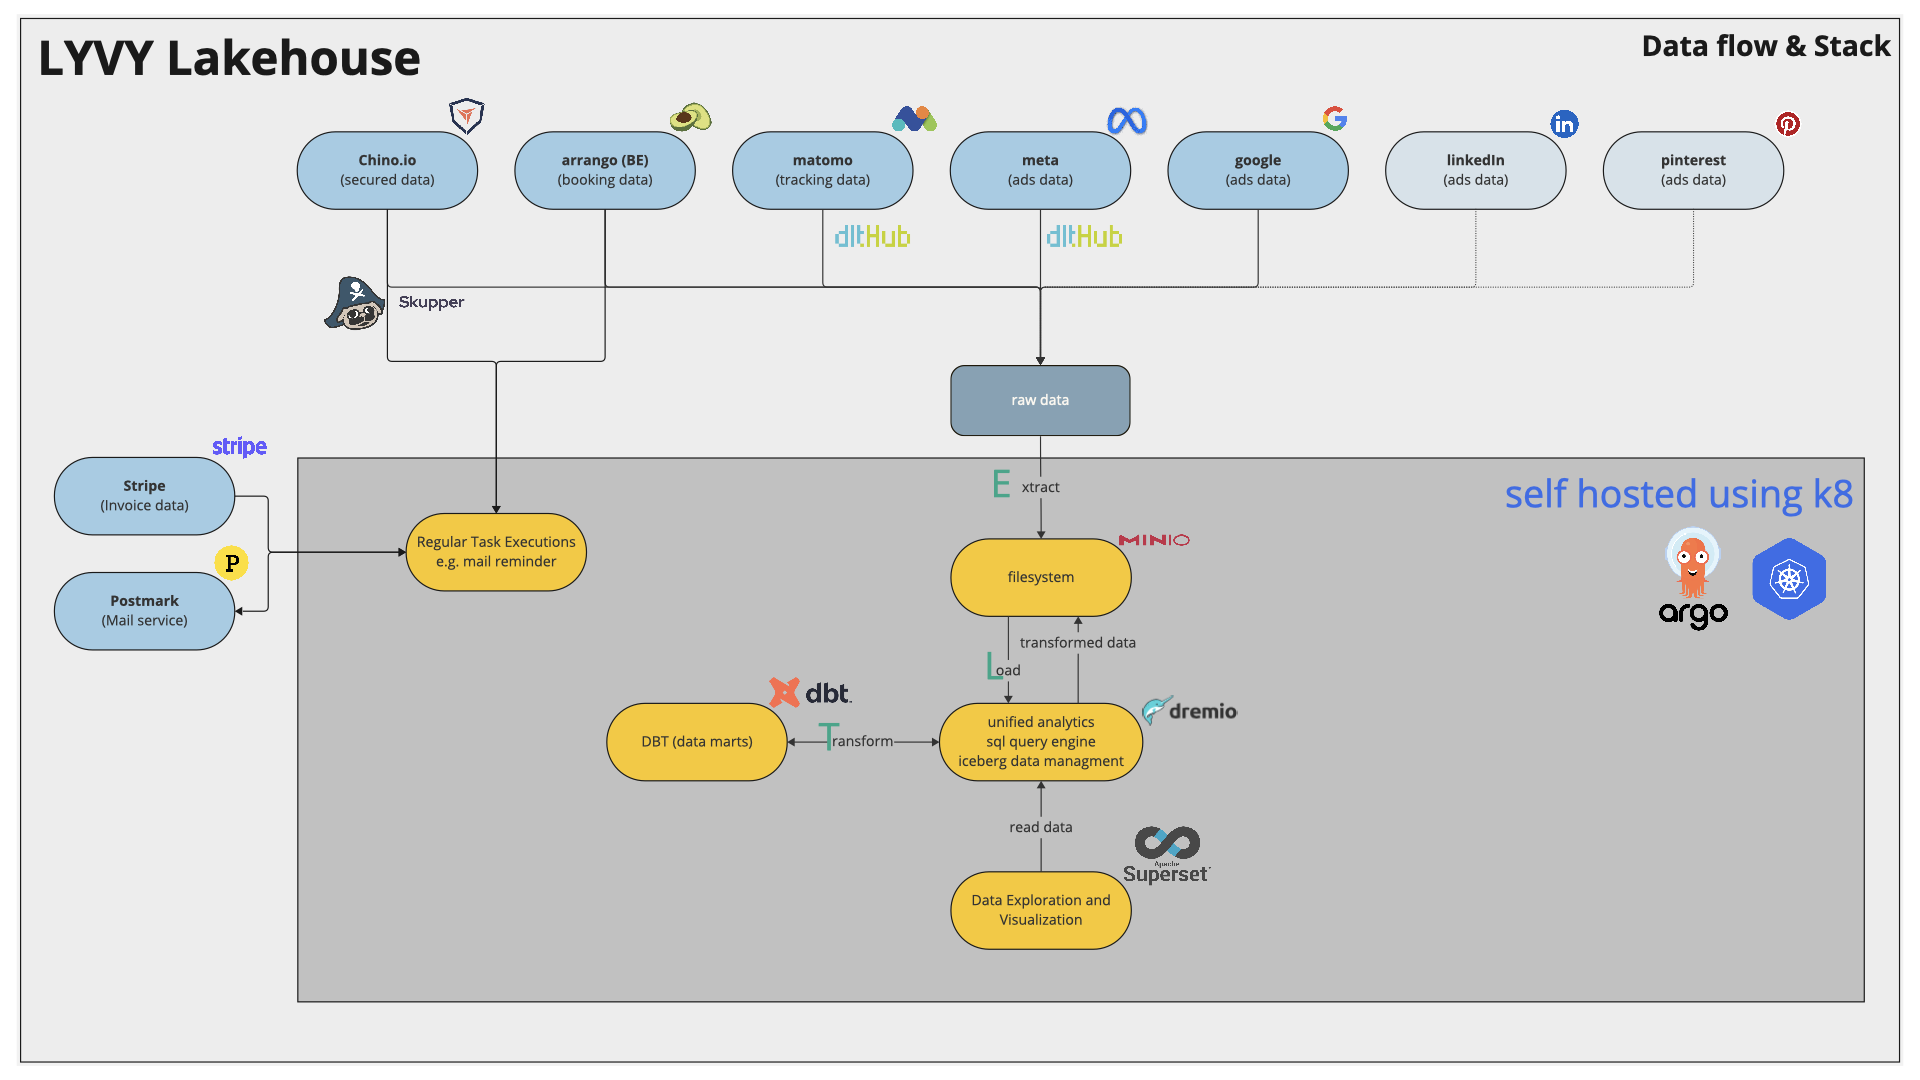 LYVY Lakehouse
Data flow & Stack
Chino.io
(secured data)
arrango (BE)
(booking data)
matomo
(tracking data)
meta
(ads data)
google
(ads data)
in
linkedIn
(ads data)
pinterest
(ads data)
dltHub
dltHub
Skupper
raw data
stripe
Stripe
(Invoice data)
P
Postmark
(Mail service)
Regular Task Executions
e.g. mail reminder
E xtract
self hosted using k8
argo
MINIO
filesystem
transformed data
Load
dbt
DBT (data marts)
Transform
unified analytics
sql query engine
iceberg data managment
dremio
read data
Apache
Superset
Data Exploration and
Visualization